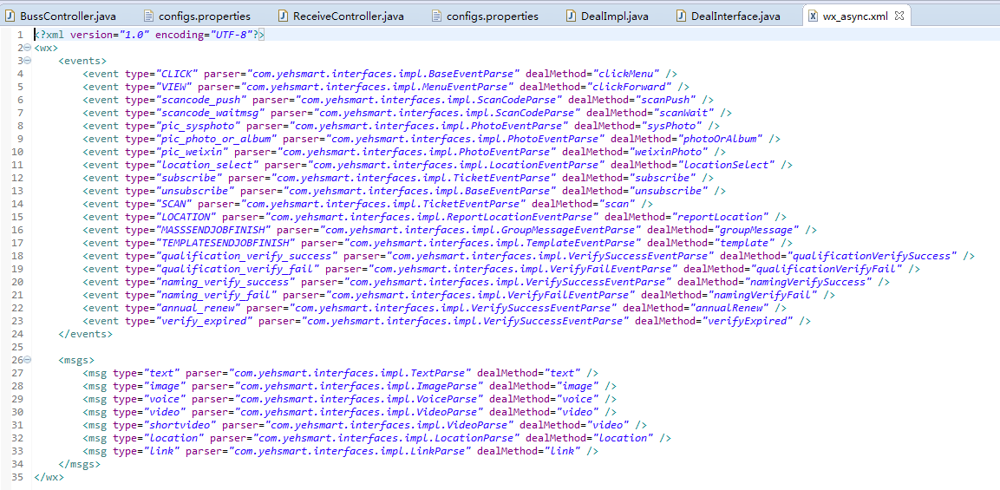 BussController.java configs.properties ReceiveController.java configs.properties DealImpl.java DealInterface.java wx_async.xml
1 <?xml version="1.0" encoding="UTF-8"?>
2 <wx>
3 <events>
4 <event type="CLICK" parser="com.yehsmart.interfaces.impl.BaseEventParse" dealMethod="clickMenu" />
5 <event type="VIEW" parser="com.yehsmart.interfaces.impl.MenuEventParse" dealMethod="clickForward" />
6 <event type="scancode_push" parser="com.yehsmart.interfaces.impl.ScanCodeParse" dealMethod="scanPush" />
7 <event type="scancode_waitmsg" parser="com.yehsmart.interfaces.impl.ScanCodeParse" dealMethod="scanWait" />
8 <event type="pic_sysphoto" parser="com.yehsmart.interfaces.impl.PhotoEventParse" dealMethod="sysPhoto" />
9 <event type="pic_photo_or_album" parser="com.yehsmart.interfaces.impl.PhotoEventParse" dealMethod="photoOrAlbum" />
10 <event type="pic_weixin" parser="com.yehsmart.interfaces.impl.PhotoEventParse" dealMethod="weixinPhoto" />
11 <event type="location_select" parser="com.yehsmart.interfaces.impl.LocationEventParse" dealMethod="locationSelect" />
12 <event type="subscribe" parser="com.yehsmart.interfaces.impl.TicketEventParse" dealMethod="subscribe" />
13 <event type="unsubscribe" parser="com.yehsmart.interfaces.impl.BaseEventParse" dealMethod="unsubscribe" />
14 <event type="SCAN" parser="com.yehsmart.interfaces.impl.TicketEventParse" dealMethod="scan" />
15 <event type="LOCATION" parser="com.yehsmart.interfaces.impl.ReportLocationEventParse" dealMethod="reportLocation" />
16 <event type="MASSSENDJOBFINISH" parser="com.yehsmart.interfaces.impl.GroupMessageEventParse" dealMethod="groupMessage" />
17 <event type="TEMPLATESENDJOBFINISH" parser="com.yehsmart.interfaces.impl.TemplateEventParse" dealMethod="template" />
18 <event type="qualification_verify_success" parser="com.yehsmart.interfaces.impl.VerifySuccessEventParse" dealMethod="qualificationVerifySuccess" />
19 <event type="qualification_verify_fail" parser="com.yehsmart.interfaces.impl.VerifyFailEventParse" dealMethod="qualificationVerifyFail" />
20 <event type="naming_verify_success" parser="com.yehsmart.interfaces.impl.VerifySuccessEventParse" dealMethod="namingVerifySuccess" />
21 <event type="naming_verify_fail" parser="com.yehsmart.interfaces.impl.VerifyFailEventParse" dealMethod="namingVerifyFail" />
22 <event type="annual_renew" parser="com.yehsmart.interfaces.impl.VerifySuccessEventParse" dealMethod="annualRenew" />
23 <event type="verify_expired" parser="com.yehsmart.interfaces.impl.VerifySuccessEventParse" dealMethod="verifyExpired" />
24 </events>
25
26 <msgs>
27 <msg type="text" parser="com.yehsmart.interfaces.impl.TextParse" dealMethod="text" />
28 <msg type="image" parser="com.yehsmart.interfaces.impl.ImageParse" dealMethod="image" />
29 <msg type="voice" parser="com.yehsmart.interfaces.impl.VoiceParse" dealMethod="voice" />
30 <msg type="video" parser="com.yehsmart.interfaces.impl.VideoParse" dealMethod="video" />
31 <msg type="shortvideo" parser="com.yehsmart.interfaces.impl.VideoParse" dealMethod="video" />
32 <msg type="location" parser="com.yehsmart.interfaces.impl.LocationParse" dealMethod="location" />
33 <msg type="link" parser="com.yehsmart.interfaces.impl.LinkParse" dealMethod="link" />
34 </msgs>
35 </wx>